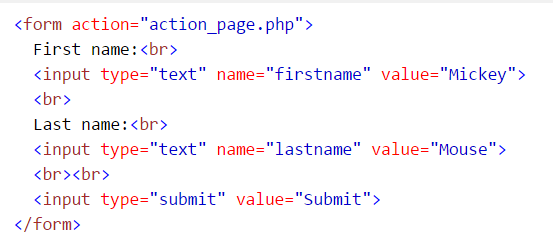 <form action="action_page.php">
First name:<br>
<input type="text" name="firstname" value="Mickey">
<br>
Last name:<br>
<input type="text" name="lastname" value="Mouse">
<br><br>
<input type="submit" value="Submit">
</form>